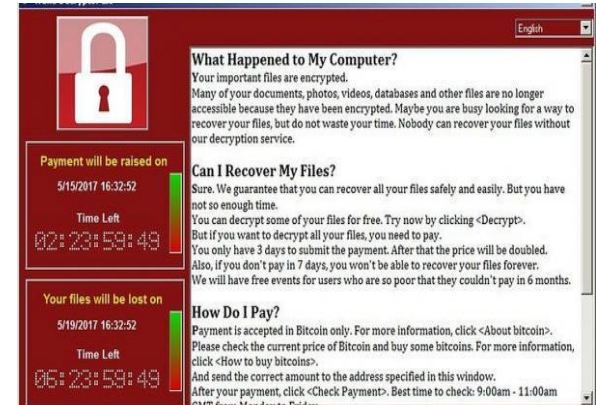 English
What Happened to My Computer?
Your important files are encrypted.
Many of your documents, photos, videos, databases and other files are no longer
accessible because they have been encrypted. Maybe you are busy looking for a way to
recover your files, but do not waste your time. Nobody can recover your files without
our decryption service.
Can I Recover My Files?
Sure. We guarantee that you can recover all your files safely and easily. But you have
not so enough time.
You can decrypt some of your files for free. Try now by clicking <Decrypt>.
But if you want to decrypt all your files, you need to pay.
You only have 3 days to submit the payment. After that the price will be doubled.
Also, if you don't pay in 7 days, you won't be able to recover your files forever.
We will have free events for users who are so poor that they couldn't pay in 6 months.
How Do I Pay?
Payment is accepted in Bitcoin only. For more information, click <About bitcoin>.
Please check the current price of Bitcoin and buy some bitcoins. For more information,
click <How to buy bitcoins>.
And send the correct amount to the address specified in this window.
After your payment, click <Check Payment>. Best time to check: 9:00am - 11:00am
GMT from Monday to Friday.
Payment will be raised on
5/15/2017 16:32:52
Time Left
02:23:59:49
Your files will be lost on
5/19/2017 16:32:52
Time Left
06:23:59:49